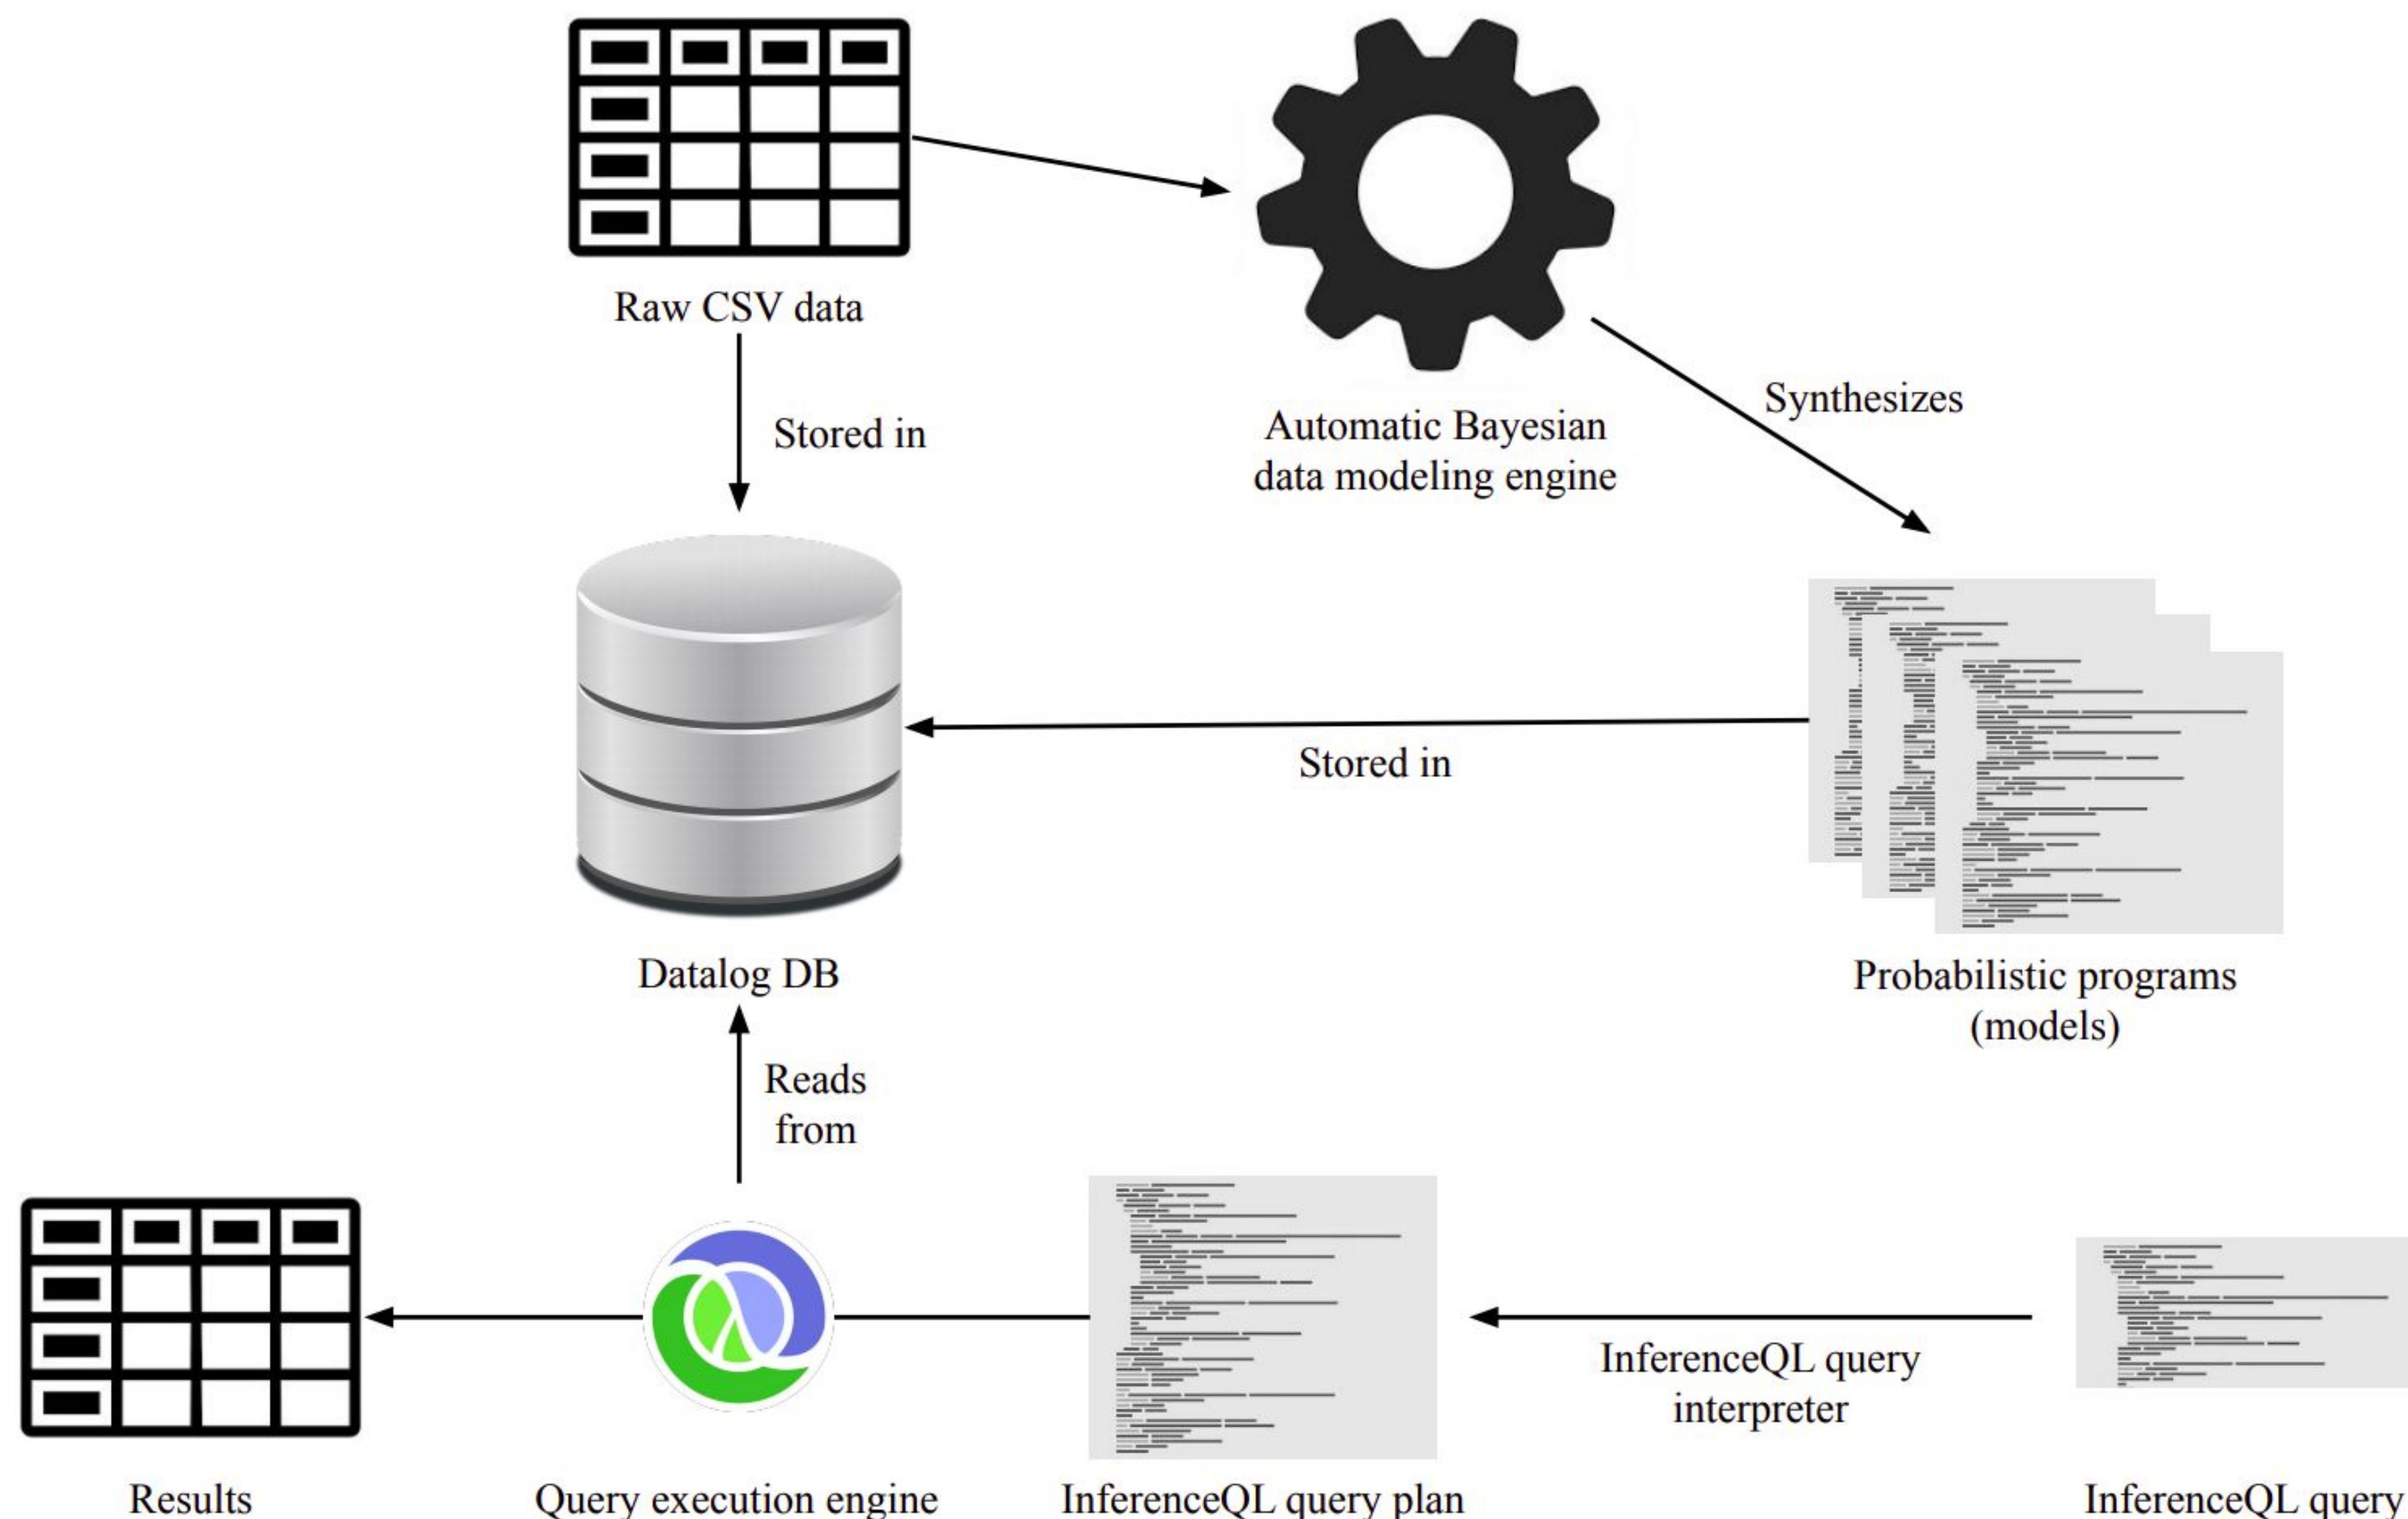 Raw CSV data
Stored in
Automatic Bayesian
data modeling engine
Synthesizes
Stored in
Datalog DB
Probabilistic programs
(models)
Reads
from
InferenceQL query
interpreter
Results
Query execution engine
InferenceQL query plan
InferenceQL query